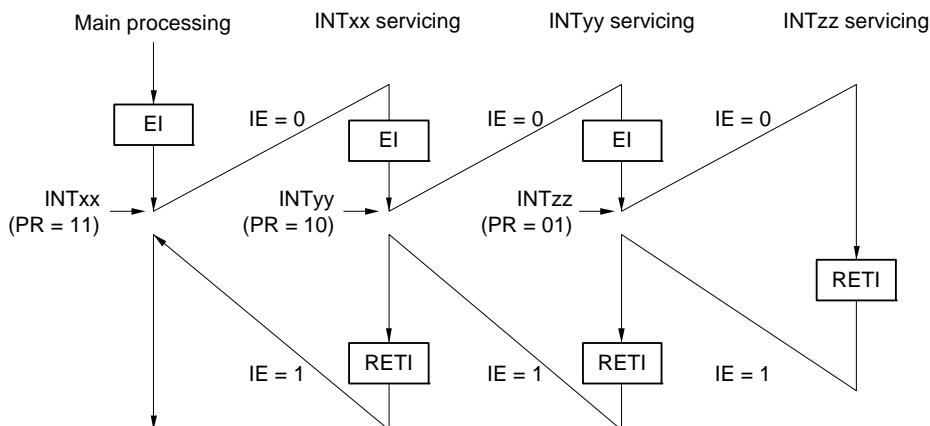 Main processing
INTxx servicing
INTyy servicing
INTzz servicing
EI
IE = 0
EI
IE = 0
EI
IE = 0
INTxx
(PR = 11)
INTyy
(PR = 10)
INTzz
(PR = 01)
RETI
IE = 1
RETI
IE = 1
RETI
IE = 1